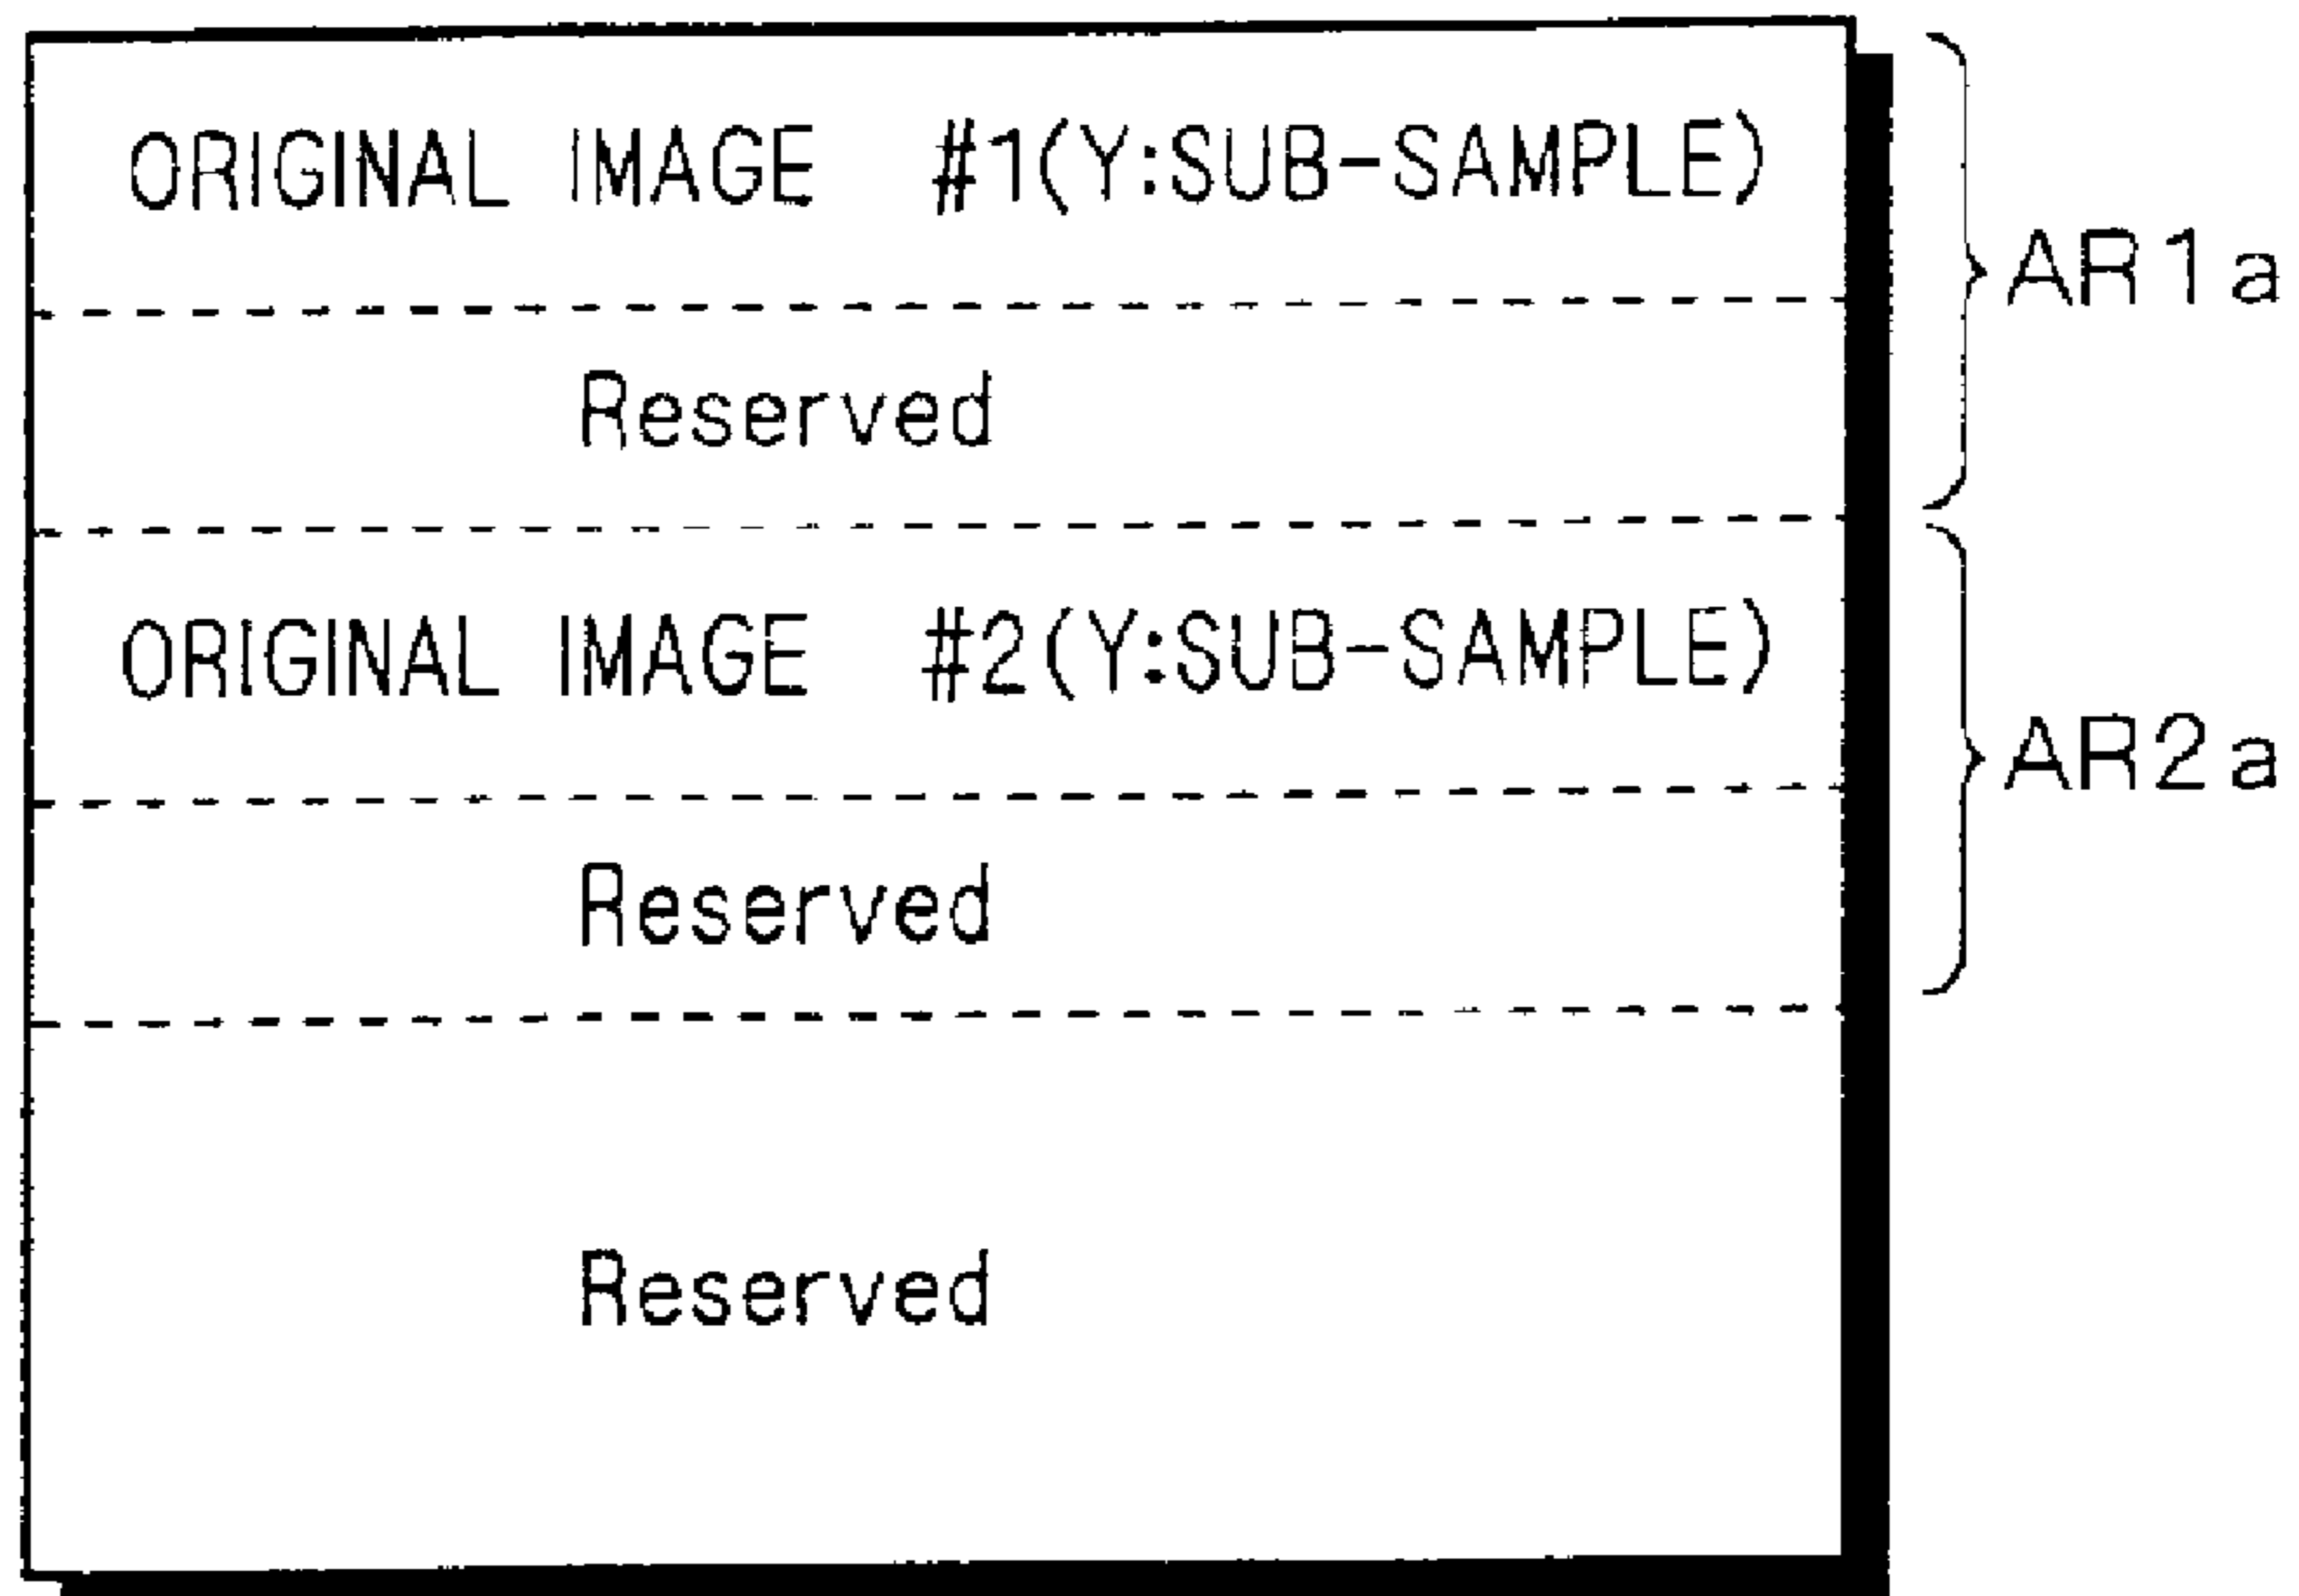 ORIGINAL IMAGE #1(Y:SUB-SAMPLE)
AR1a
Reserved
ORIGINAL IMAGE #2(Y:SUB-SAMPLE)
AR2a
Reserved
Reserved